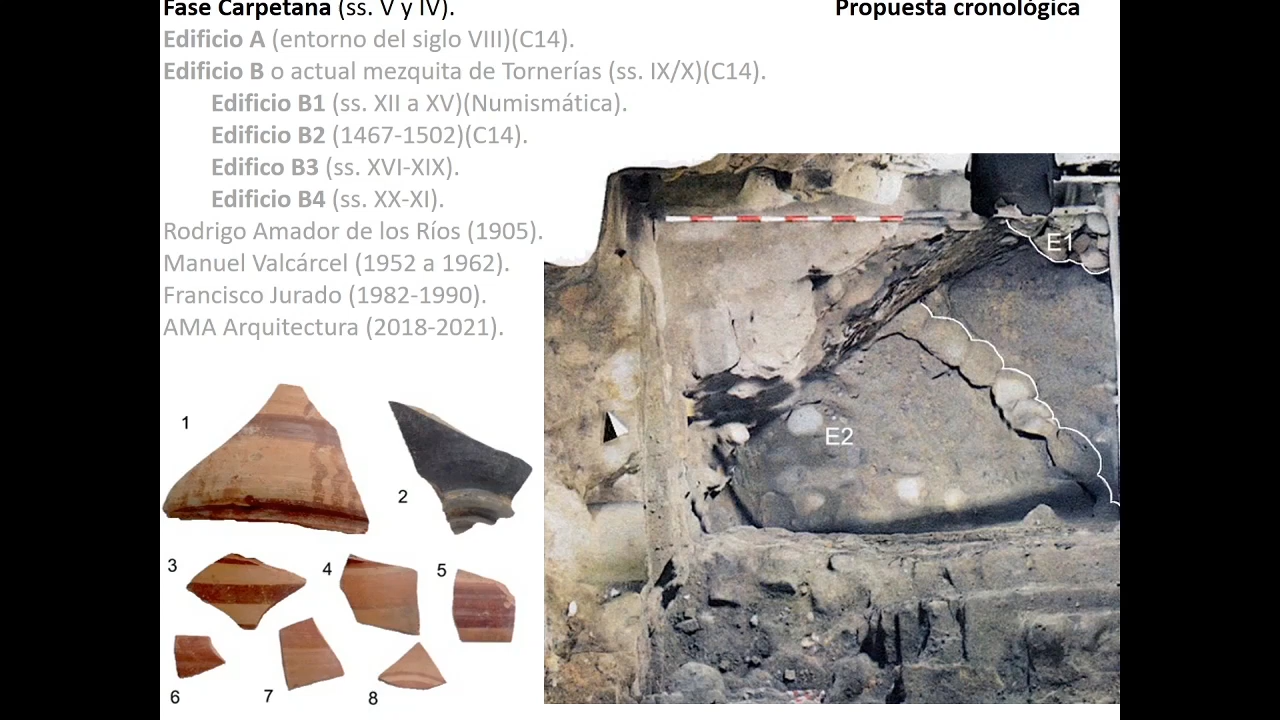 Fase Carpetana (ss. V y IV).
Propuesta cronológica
Edificio A (entorno del siglo VIII)(C14).
Edificio B o actual mezquita de Tornerías (ss. IX/X)(C14).
Edificio B1 (ss. XII a XV)(Numismática).
Edificio B2 (1467-1502)(C14).
Edifico B3 (ss. XVI-XIX).
Edificio B4 (ss. XX-XI).
Rodrigo Amador de los Ríos (1905).
Manuel Valcárcel (1952 a 1962).
Francisco Jurado (1982-1990).
AMA Arquitectura (2018-2021).
E1
E2
1
2
3
4
5
6
7
8